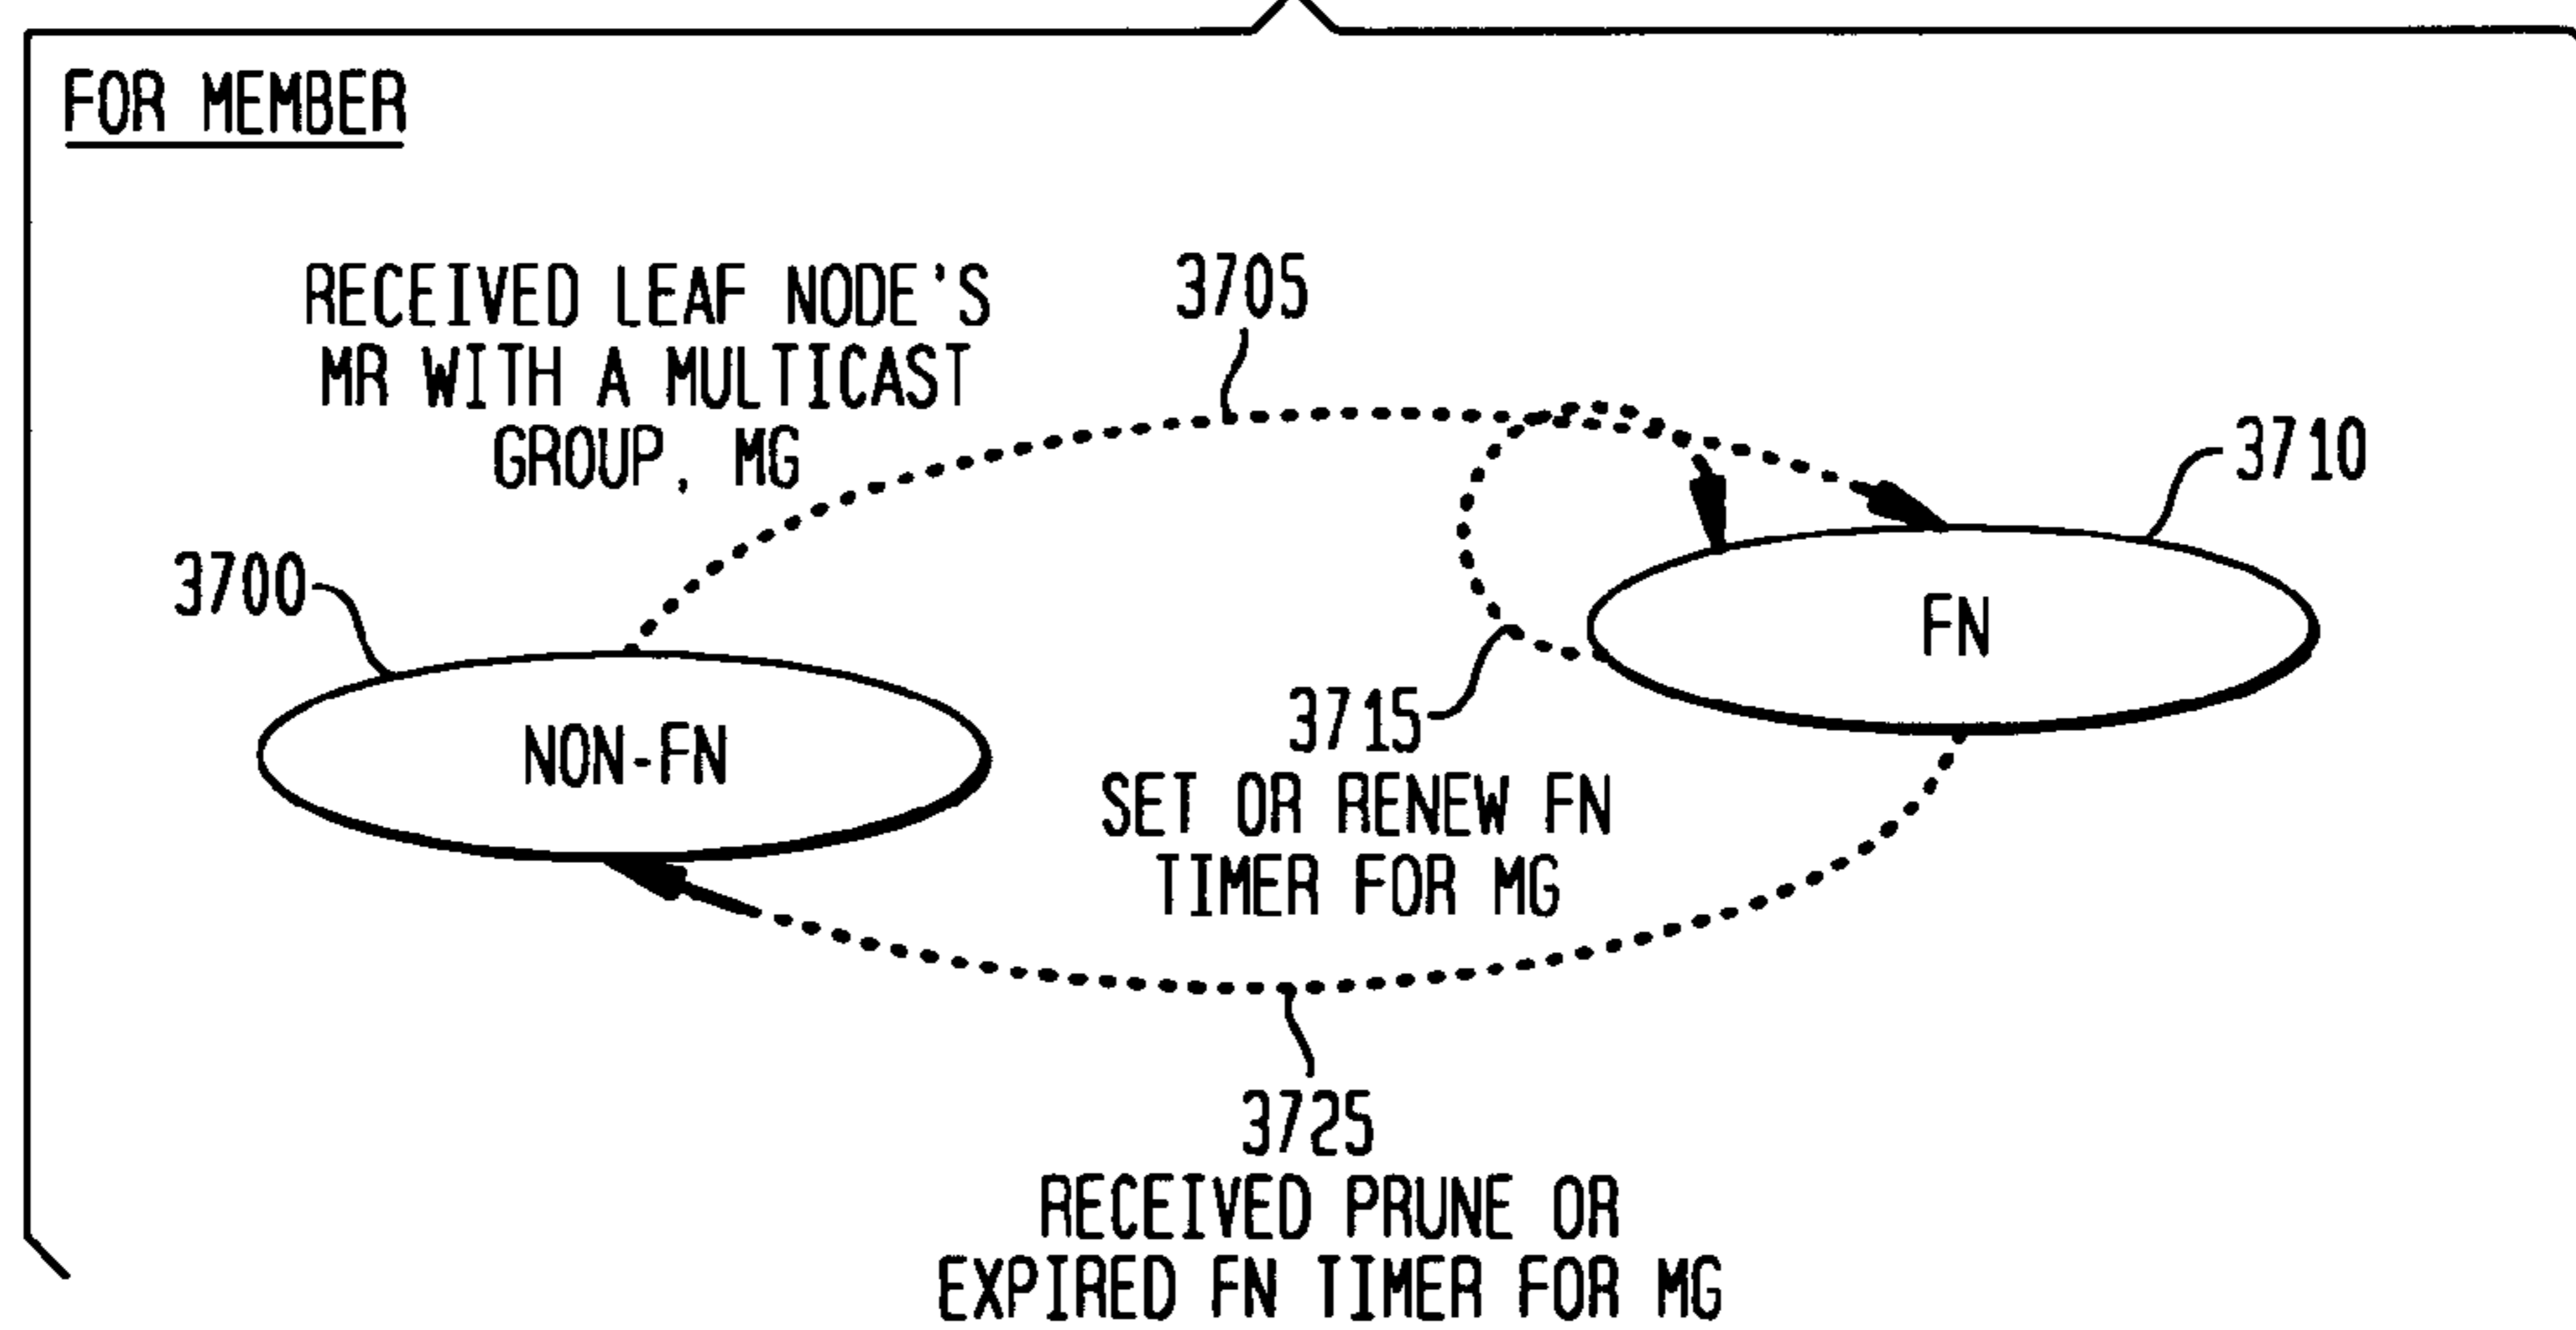 FOR MEMBER
RECEIVED LEAF NODE'S
MR WITH A MULTICAST
GROUP, MG
3705
3710
3700
FN
NON-FN
3715
SET OR RENEW FN
TIMER FOR MG
3725
RECEIVED PRUNE OR
EXPIRED FN TIMER FOR MG